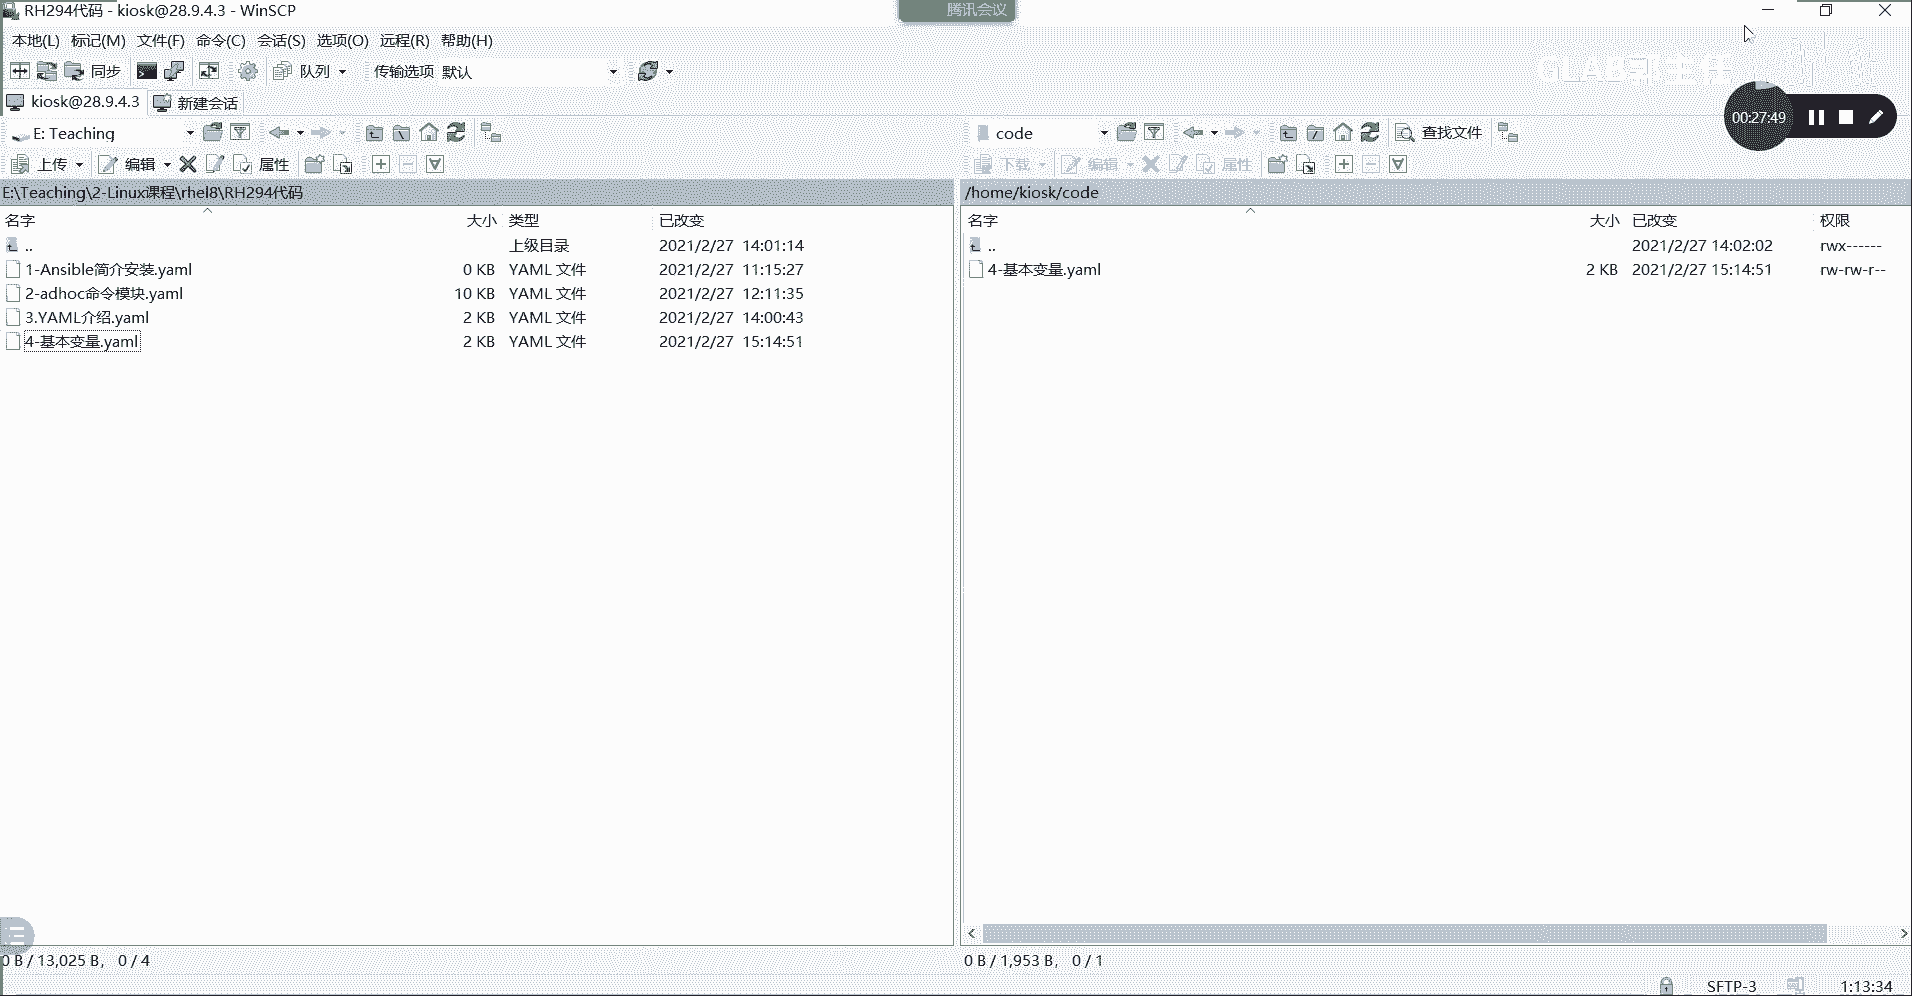 RH294代码 - kiosk@28.9.4.3 - WinSCP
腾讯会议
本地(L) 标记(M) 文件(F) 命令(C) 会话(S) 选项(O) 远程(R) 帮助(H)
同步 队列 传输选项 默认
GLAB郭主任
kiosk@28.9.4.3 新建会话
00:27:49
E: Teaching
code 查找文件
上传 编辑 属性
下载 编辑 属性
E:\Teaching\2-Linux课程\rhel8\RH294代码
/home/kiosk/code
名字 大小 类型 已改变
.. 上级目录 2021/2/27 14:01:14
1-Ansible简介安装.yaml 0 KB YAML 文件 2021/2/27 11:15:27
2-adhoc命令模块.yaml 10 KB YAML 文件 2021/2/27 12:11:35
3.YAML介绍.yaml 2 KB YAML 文件 2021/2/27 14:00:43
4-基本变量.yaml 2 KB YAML 文件 2021/2/27 15:14:51
名字 大小 已改变 权限
.. 2021/2/27 14:02:02 rwx------
4-基本变量.yaml 2 KB 2021/2/27 15:14:51 rw-rw-r--
0 B / 13,025 B, 0 / 4
0 B / 1,953 B, 0 / 1
SFTP-3 1:13:34